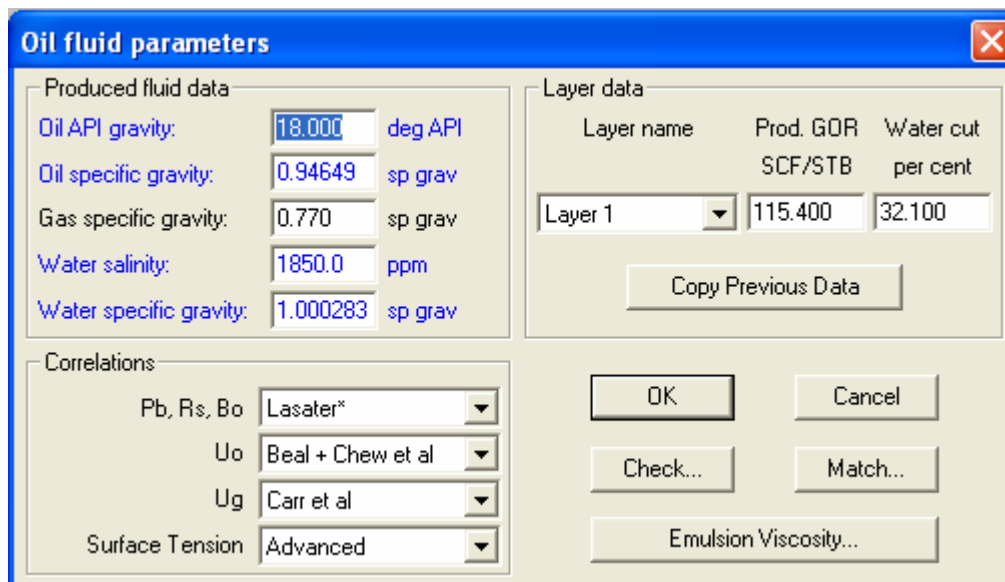 Oil fluid parameters
Produced fluid data
Oil API gravity: 18.000 deg API
Oil specific gravity: 0.94649 sp grav
Gas specific gravity: 0.770 sp grav
Water salinity: 1850.0 ppm
Water specific gravity: 1.000283 sp grav
Layer data
Layer name Prod. GOR Water cut
SCF/STB per cent
Layer 1 115.400 32.100
Copy Previous Data
Correlations
Pb, Rs, Bo Lasater*
Uo Beal + Chew et al
Ug Carr et al
Surface Tension Advanced
OK Cancel
Check... Match...
Emulsion Viscosity...